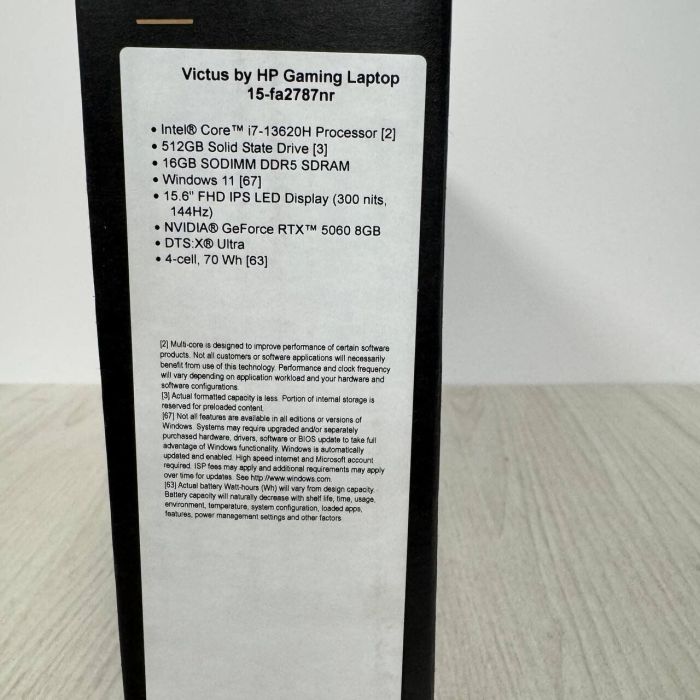 Victus by HP Gaming Laptop
15-fa2787nr
• Intel® Core™ i7-13620H Processor [2]
• 512GB Solid State Drive [3]
• 16GB SODIMM DDR5 SDRAM
• Windows 11 [67]
• 15.6" FHD IPS LED Display (300 nits,
144Hz)
• NVIDIA® GeForce RTX™ 5060 8GB
• DTS:X® Ultra
• 4-cell, 70 Wh [63]
[2] Multi-core is designed to improve performance of certain software
products. Not all customers or software applications will necessarily
benefit from use of this technology. Performance and clock frequency
will vary depending on application workload and your hardware and
software configurations.
[3] Actual formatted capacity is less. Portion of internal storage is
reserved for preloaded content.
[67] Not all features are available in all editions or versions of
Windows. Systems may require upgraded and/or separately
purchased hardware, drivers, software or BIOS update to take full
advantage of Windows functionality. Windows is automatically
updated and enabled. High speed internet and Microsoft account
required. ISP fees may apply and additional requirements may apply
over time for updates. See http://www.windows.com.
[63] Actual battery Watt-hours (Wh) will vary from design capacity.
Battery capacity will naturally decrease with shelf life, time, usage,
environment, temperature, system configuration, loaded apps,
features, power management settings and other factors.